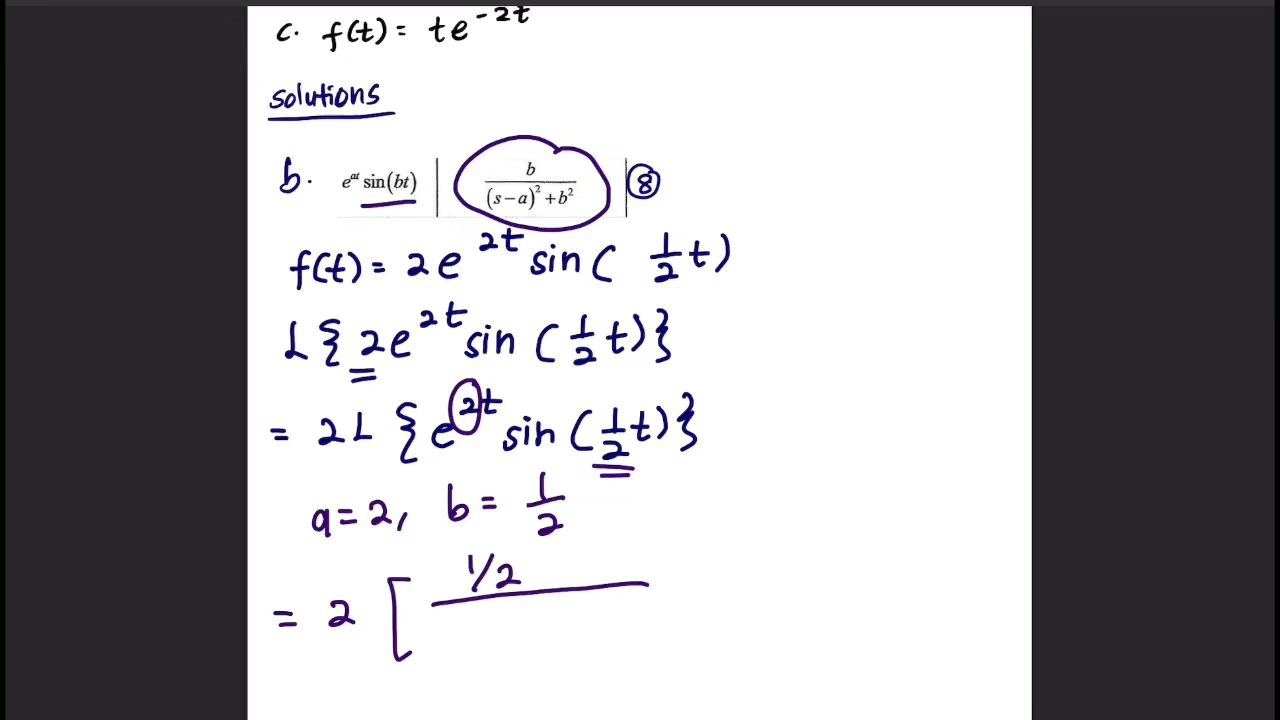 c. f(t) = te^{-2t}
solutions
b. e^{at} sin(bt) | b/((s-a)^2+b^2) | 8
f(t) = 2e^{2t} sin( 1/2 t)
L{2e^{2t} sin (1/2 t)}
= 2L {e^{2t} sin (1/2 t)}
a=2, b= 1/2
= 2 [ 1/2